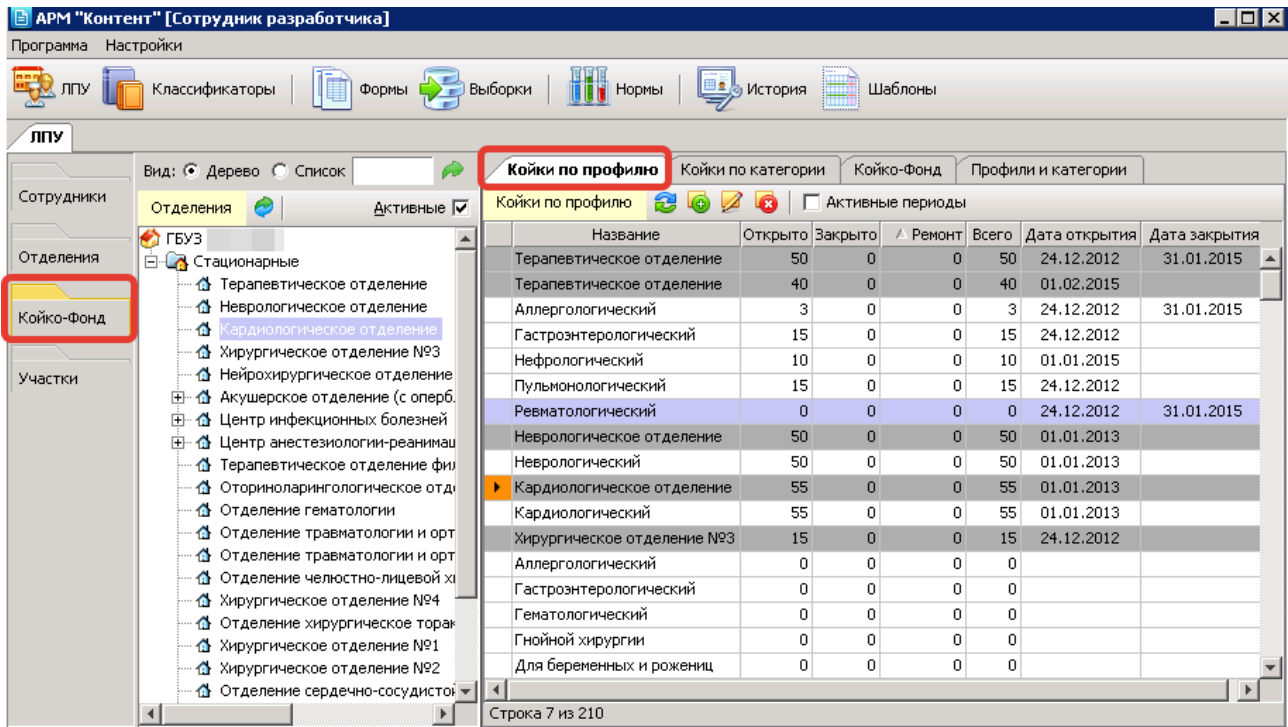 АРМ "Контент" [Сотрудник разработчика]
Программа Настройки
ЛПУ Классификаторы Формы Выборки Нормы История Шаблоны
ЛПУ
Сотрудники
Отделения
Койко-Фонд
Участки
Вид: Дерево Список
Отделения Активные
ГБУЗ
Стационарные
Терапевтическое отделение
Неврологическое отделение
Кардиологическое отделение
Хирургическое отделение №3
Нейрохирургическое отделение
Акушерское отделение (с оперб.
Центр инфекционных болезней
Центр анестезиологии-реанимац
Терапевтическое отделение фил
Оториноларингологическое отд
Отделение гематологии
Отделение травматологии и орт
Отделение травматологии и орт
Отделение челюстно-лицевой х
Хирургическое отделение №4
Отделение хирургическое торак
Хирургическое отделение №1
Хирургическое отделение №2
Отделение сердечно-сосудистой
Койки по профилю Койки по категории Койко-Фонд Профили и категории
Койки по профилю Активные периоды
Название Открыто Закрыто Ремонт Всего Дата открытия Дата закрытия
Терапевтическое отделение 50 0 0 50 24.12.2012 31.01.2015
Терапевтическое отделение 40 0 0 40 01.02.2015
Аллергологический 3 0 0 3 24.12.2012 31.01.2015
Гастроэнтерологический 15 0 0 15 24.12.2012
Нефрологический 10 0 0 10 01.01.2015
Пульмонологический 15 0 0 15 24.12.2012
Ревматологический 0 0 0 0 24.12.2012 31.01.2015
Неврологическое отделение 50 0 0 50 01.01.2013
Неврологический 50 0 0 50 01.01.2013
Кардиологическое отделение 55 0 0 55 01.01.2013
Кардиологический 55 0 0 55 01.01.2013
Хирургическое отделение №3 15 0 0 15 24.12.2012
Аллергологический 0 0 0 0
Гастроэнтерологический 0 0 0 0
Гематологический 0 0 0 0
Гнойной хирургии 0 0 0 0
Для беременных и рожениц 0 0 0 0
Строка 7 из 210